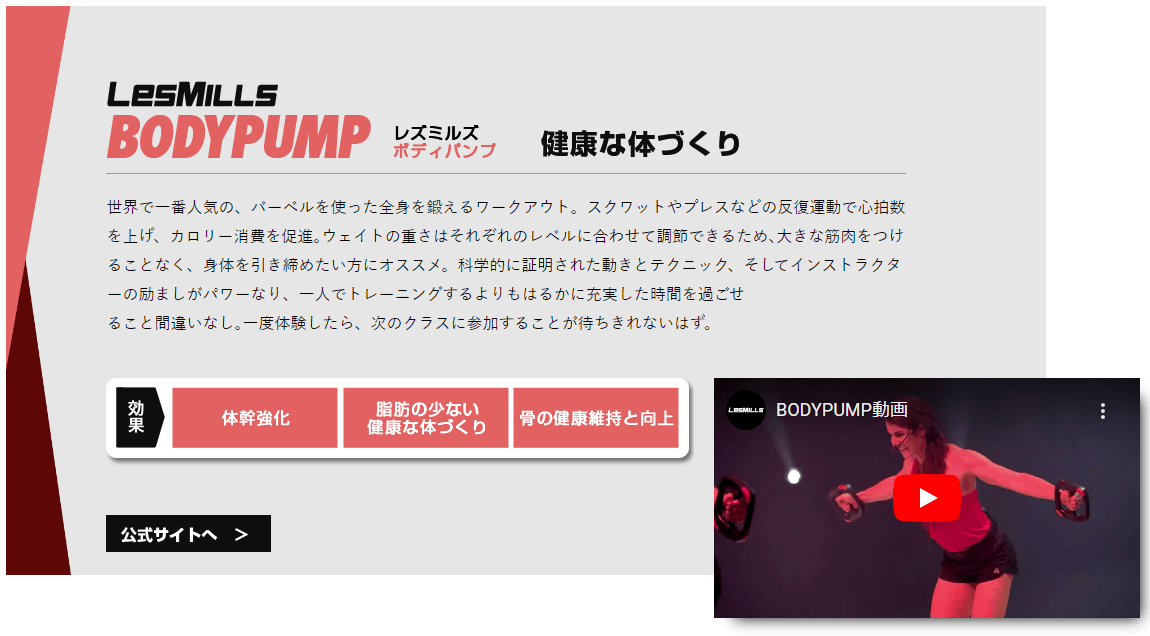 LESMILLS
BODYPUMP
レズミルズ
ボディパンプ
健康な体づくり
世界で一番人気の、バーベルを使った全身を鍛えるワークアウト。スクワットやプレスなどの反復運動で心拍数
を上げ、カロリー消費を促進。ウェイトの重さはそれぞれのレベルに合わせて調節できるため、大きな筋肉をつけ
ることなく、身体を引き締めたい方にオススメ。科学的に証明された動きとテクニック、そしてインストラクタ
ーの励ましがパワーなり、一人でトレーニングするよりもはるかに充実した時間を過ごせ
ること間違いなし。一度体験したら、次のクラスに参加することが待ちきれないはず。
効果
体幹強化
脂肪の少ない
健康な体づくり
骨の健康維持と向上
LESMILLS
BODYPUMP動画
公式サイトへ ＞